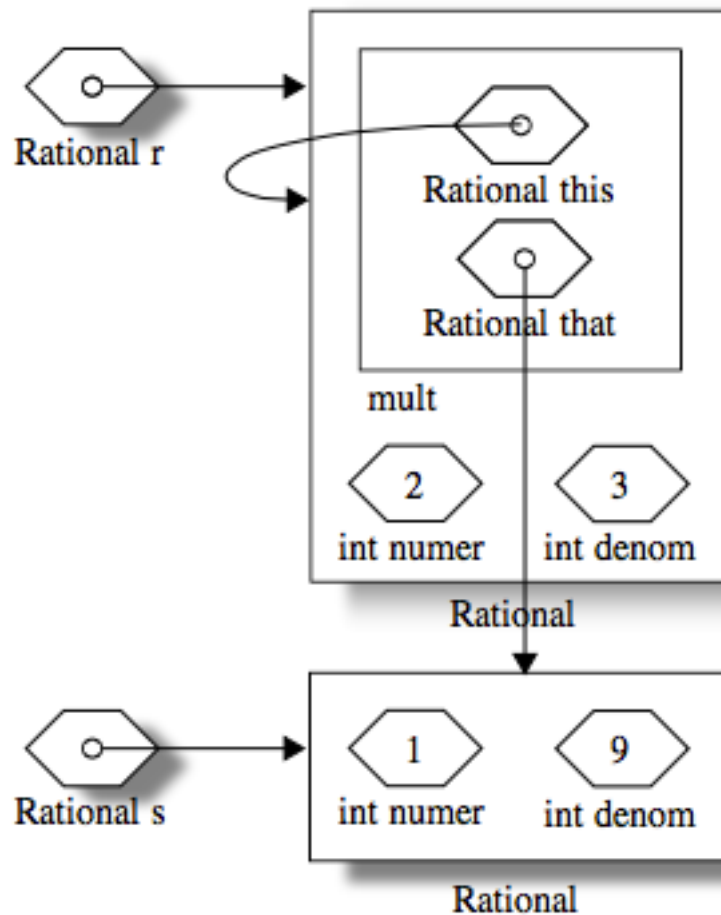 Rational r
Rational this
Rational that
mult
2
3
int numer
int denom
Rational
1
9
Rational s
int numer
int denom
Rational